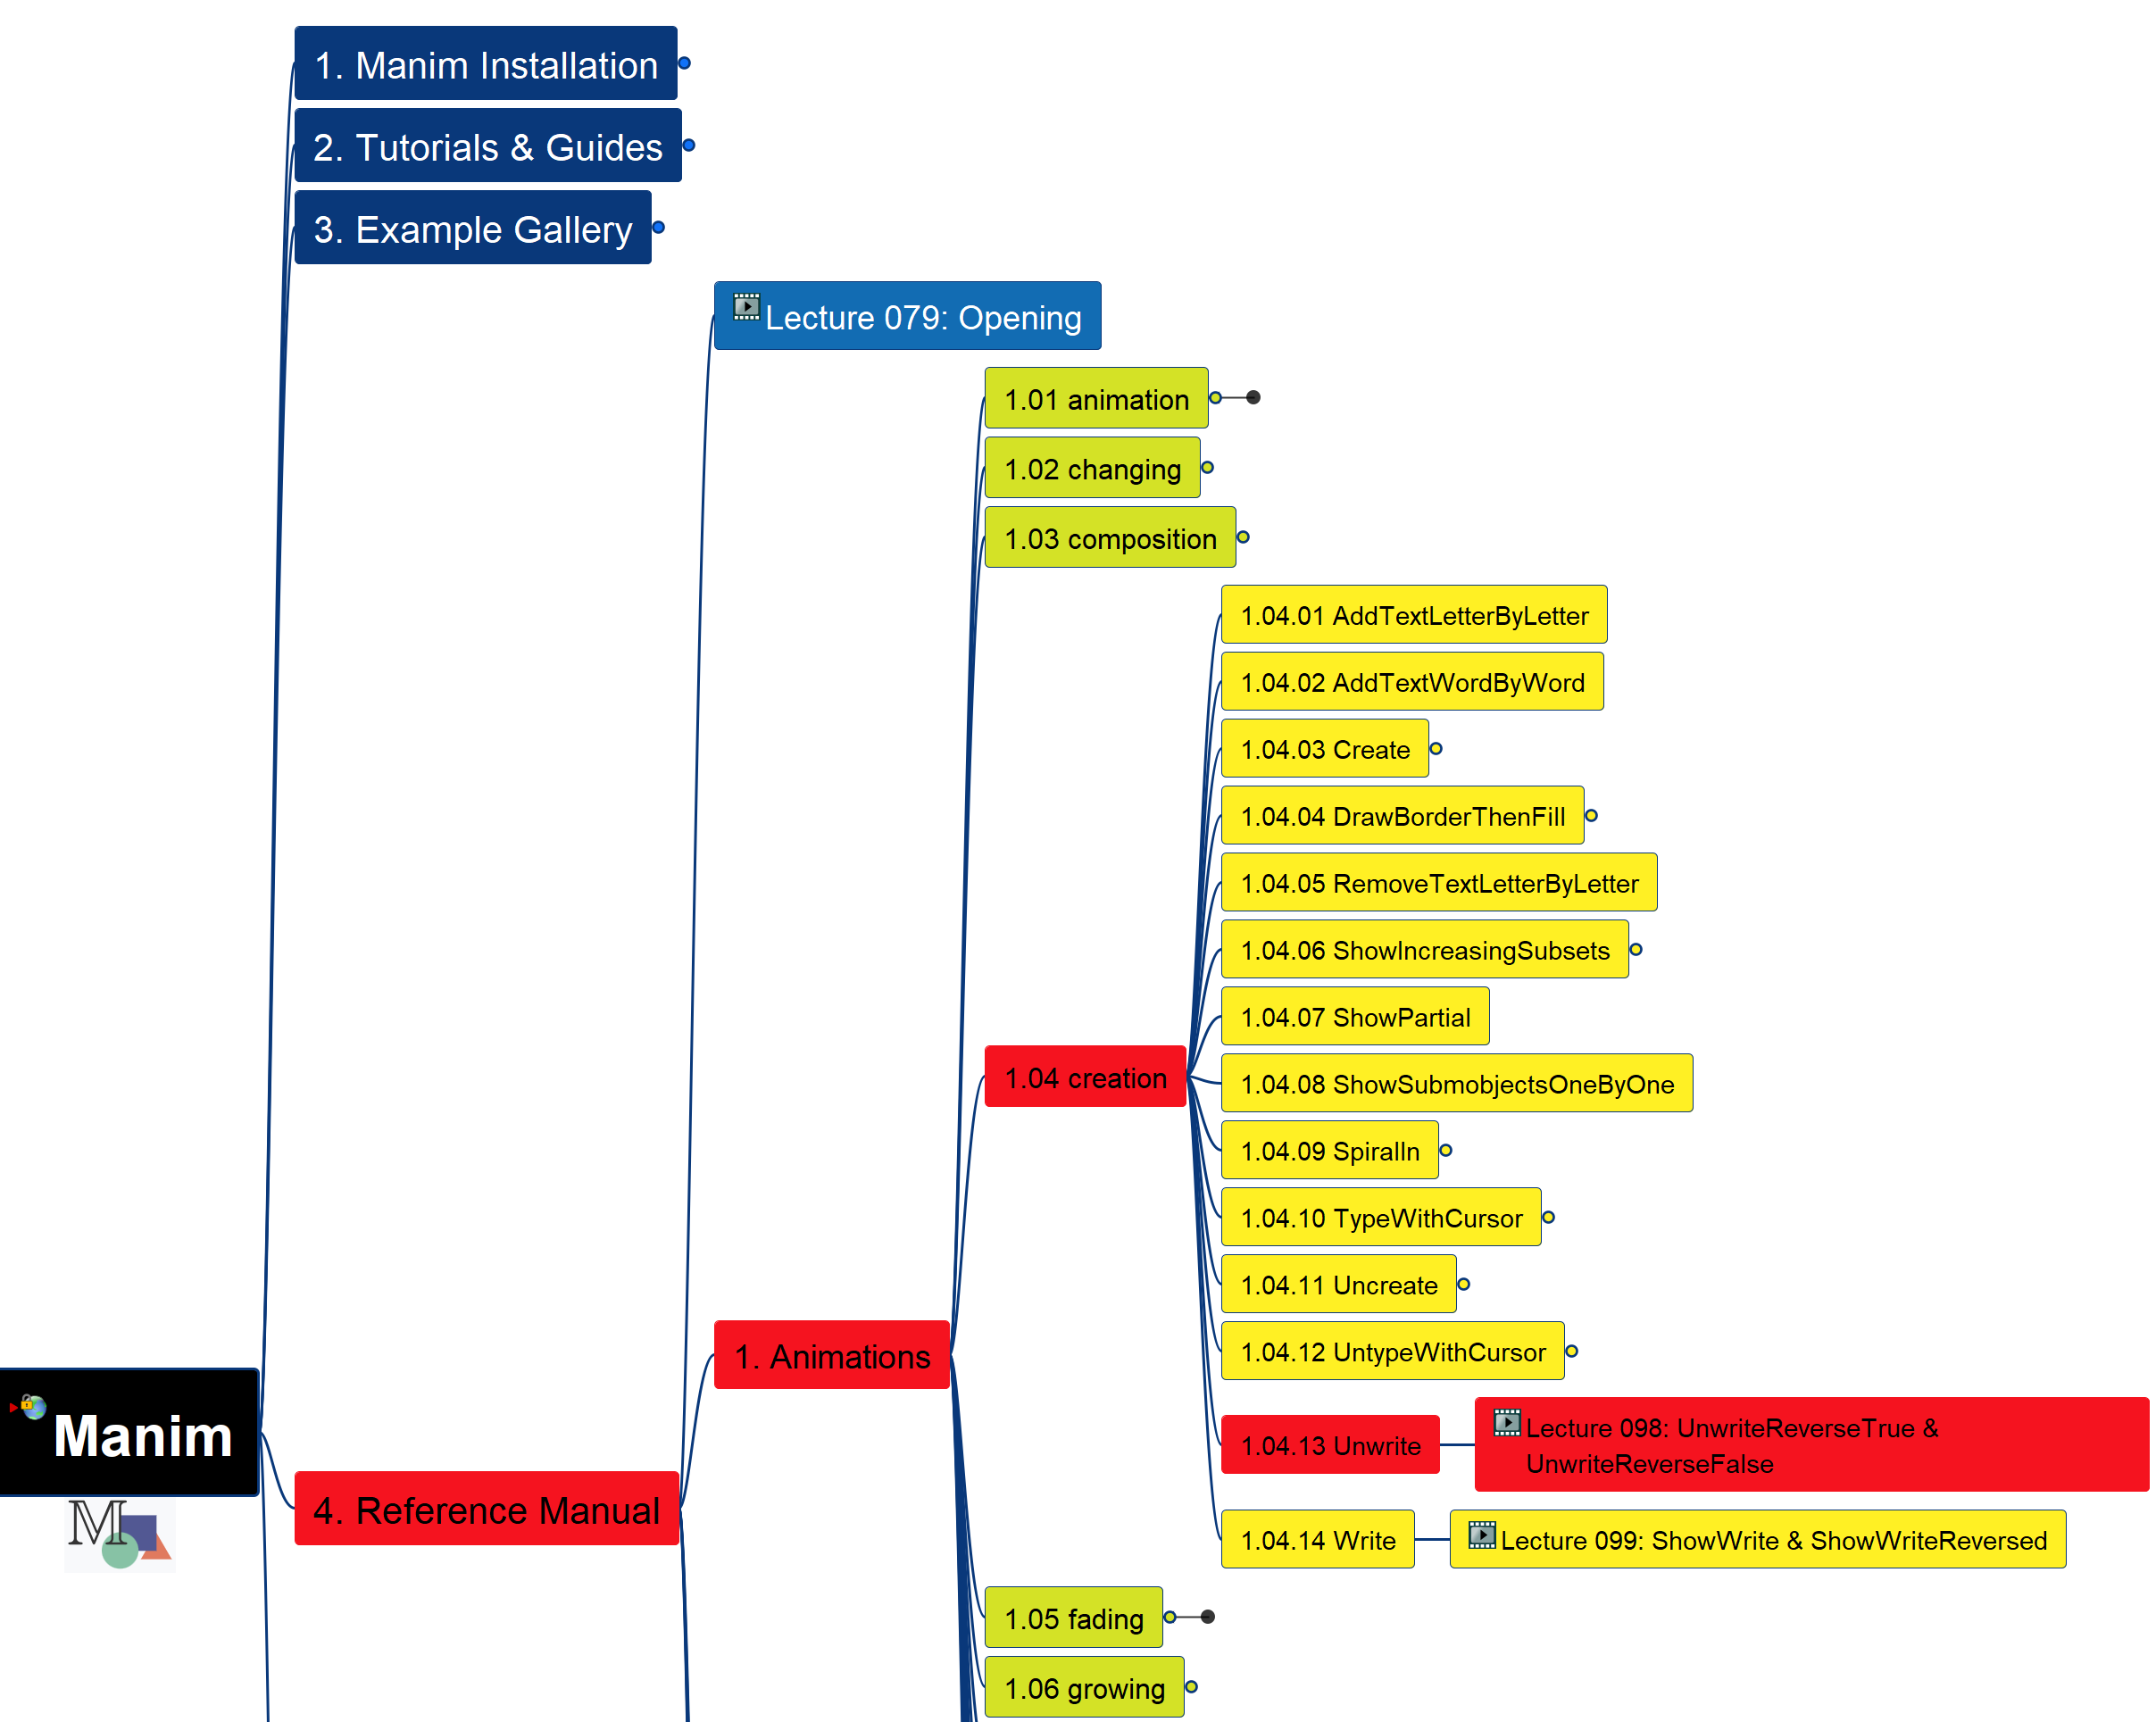 1. Manim Installation
2. Tutorials & Guides
3. Example Gallery
Lecture 079: Opening
1.01 animation
1.02 changing
1.03 composition
1.04.01 AddTextLetterByLetter
1.04.02 AddTextWordByWord
1.04.03 Create
1.04.04 DrawBorderThenFill
1.04.05 RemoveTextLetterByLetter
1.04.06 ShowIncreasingSubsets
1.04.07 ShowPartial
1.04 creation
1.04.08 ShowSubmobjectsOneByOne
1.04.09 SpiralIn
1.04.10 TypeWithCursor
1.04.11 Uncreate
1. Animations
1.04.12 UntypeWithCursor
Manim
1.04.13 Unwrite
Lecture 098: UnwriteReverseTrue &
UnwriteReverseFalse
4. Reference Manual
M
1.04.14 Write
Lecture 099: ShowWrite & ShowWriteReversed
1.05 fading
1.06 growing